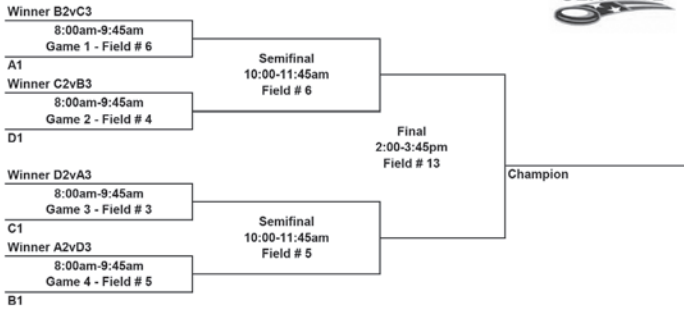 Winner B2vC3
8:00am-9:45am
Game 1 - Field # 6
A1
Winner C2vB3
8:00am-9:45am
Game 2 - Field # 4
D1
Semifinal
10:00-11:45am
Field # 6
Winner D2vA3
8:00am-9:45am
Game 3 - Field # 3
C1
Winner A2vD3
8:00am-9:45am
Game 4 - Field # 5
B1
Semifinal
10:00-11:45am
Field # 5
Final
2:00-3:45pm
Field # 13
Champion